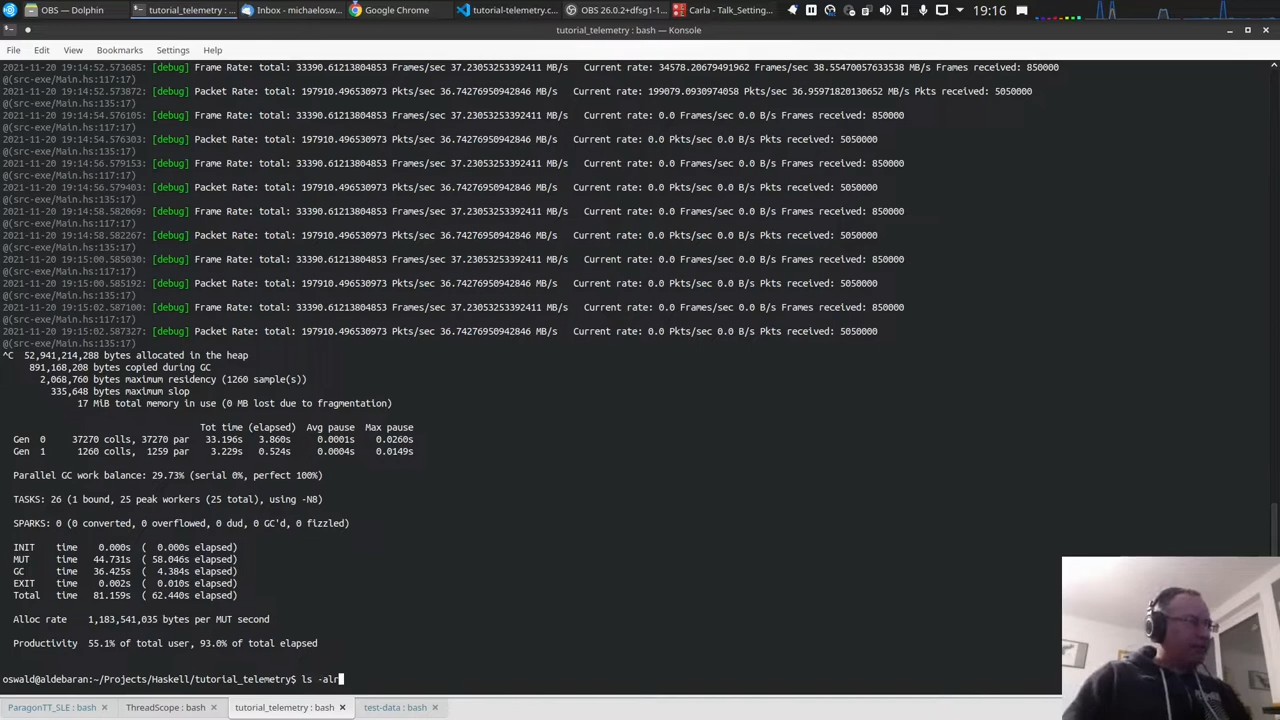 OBS — Dolphin
tutorial_telemetry : ...
Inbox - michaelosw...
Google Chrome
tutorial_telemetry.c...
OBS 26.0.2+dfsg1-1...
Carla - Talk_Setting...
19:16
tutorial_telemetry : bash — Konsole
File Edit View Bookmarks Settings Help
2021-11-20 19:14:52.573685: [debug] Frame Rate: total: 33390.61213804853 Frames/sec 37.23053253392411 MB/s Current rate: 34578.20679491962 Frames/sec 38.55470057633538 MB/s Frames received: 850000
@(src-exe/Main.hs:117:17)
2021-11-20 19:14:52.573872: [debug] Packet Rate: total: 197910.496530973 Pkts/sec 36.74276950942846 MB/s Current rate: 199079.0930974058 Pkts/sec 36.95971820130652 MB/s Pkts received: 5050000
@(src-exe/Main.hs:135:17)
2021-11-20 19:14:54.576105: [debug] Frame Rate: total: 33390.61213804853 Frames/sec 37.23053253392411 MB/s Current rate: 0.0 Frames/sec 0.0 B/s Frames received: 850000
@(src-exe/Main.hs:117:17)
2021-11-20 19:14:54.576303: [debug] Packet Rate: total: 197910.496530973 Pkts/sec 36.74276950942846 MB/s Current rate: 0.0 Pkts/sec 0.0 B/s Pkts received: 5050000
@(src-exe/Main.hs:135:17)
2021-11-20 19:14:56.579153: [debug] Frame Rate: total: 33390.61213804853 Frames/sec 37.23053253392411 MB/s Current rate: 0.0 Frames/sec 0.0 B/s Frames received: 850000
@(src-exe/Main.hs:117:17)
2021-11-20 19:14:56.579403: [debug] Packet Rate: total: 197910.496530973 Pkts/sec 36.74276950942846 MB/s Current rate: 0.0 Pkts/sec 0.0 B/s Pkts received: 5050000
@(src-exe/Main.hs:135:17)
2021-11-20 19:14:58.582069: [debug] Frame Rate: total: 33390.61213804853 Frames/sec 37.23053253392411 MB/s Current rate: 0.0 Frames/sec 0.0 B/s Frames received: 850000
@(src-exe/Main.hs:117:17)
2021-11-20 19:14:58.582267: [debug] Packet Rate: total: 197910.496530973 Pkts/sec 36.74276950942846 MB/s Current rate: 0.0 Pkts/sec 0.0 B/s Pkts received: 5050000
@(src-exe/Main.hs:135:17)
2021-11-20 19:15:00.585030: [debug] Frame Rate: total: 33390.61213804853 Frames/sec 37.23053253392411 MB/s Current rate: 0.0 Frames/sec 0.0 B/s Frames received: 850000
@(src-exe/Main.hs:117:17)
2021-11-20 19:15:00.585192: [debug] Packet Rate: total: 197910.496530973 Pkts/sec 36.74276950942846 MB/s Current rate: 0.0 Pkts/sec 0.0 B/s Pkts received: 5050000
@(src-exe/Main.hs:135:17)
2021-11-20 19:15:02.587100: [debug] Frame Rate: total: 33390.61213804853 Frames/sec 37.23053253392411 MB/s Current rate: 0.0 Frames/sec 0.0 B/s Frames received: 850000
@(src-exe/Main.hs:117:17)
2021-11-20 19:15:02.587327: [debug] Packet Rate: total: 197910.496530973 Pkts/sec 36.74276950942846 MB/s Current rate: 0.0 Pkts/sec 0.0 B/s Pkts received: 5050000
@(src-exe/Main.hs:135:17)
^C 52,941,214,288 bytes allocated in the heap
891,168,208 bytes copied during GC
2,068,760 bytes maximum residency (1260 sample(s))
335,648 bytes maximum slop
17 MiB total memory in use (0 MB lost due to fragmentation)
Tot time (elapsed) Avg pause Max pause
Gen 0 37270 colls, 37270 par 33.196s 3.860s 0.0001s 0.0260s
Gen 1 1260 colls, 1259 par 3.229s 0.524s 0.0004s 0.0149s
Parallel GC work balance: 29.73% (serial 0%, perfect 100%)
TASKS: 26 (1 bound, 25 peak workers (25 total), using -N8)
SPARKS: 0 (0 converted, 0 overflowed, 0 dud, 0 GC'd, 0 fizzled)
INIT time 0.000s ( 0.000s elapsed)
MUT time 44.731s ( 58.046s elapsed)
GC time 36.425s ( 4.384s elapsed)
EXIT time 0.002s ( 0.010s elapsed)
Total time 81.159s ( 62.440s elapsed)
Alloc rate 1,183,541,035 bytes per MUT second
Productivity 55.1% of total user, 93.0% of total elapsed
oswald@aldebaran:~/Projects/Haskell/tutorial_telemetry$ ls -alr
ParagonTT_SLE : bash
ThreadScope : bash
tutorial_telemetry : bash
test-data : bash